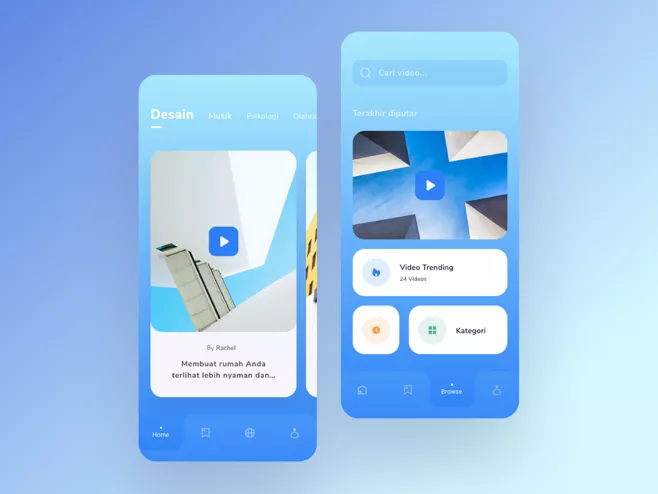 Desain Musik Psikologi
By Rachel
Membuat rumah Anda
terlihat lebih nyaman dan...
Home
Cari video...
Terakhir diputar
Video Trending
24 Videos
Kategori
Browse